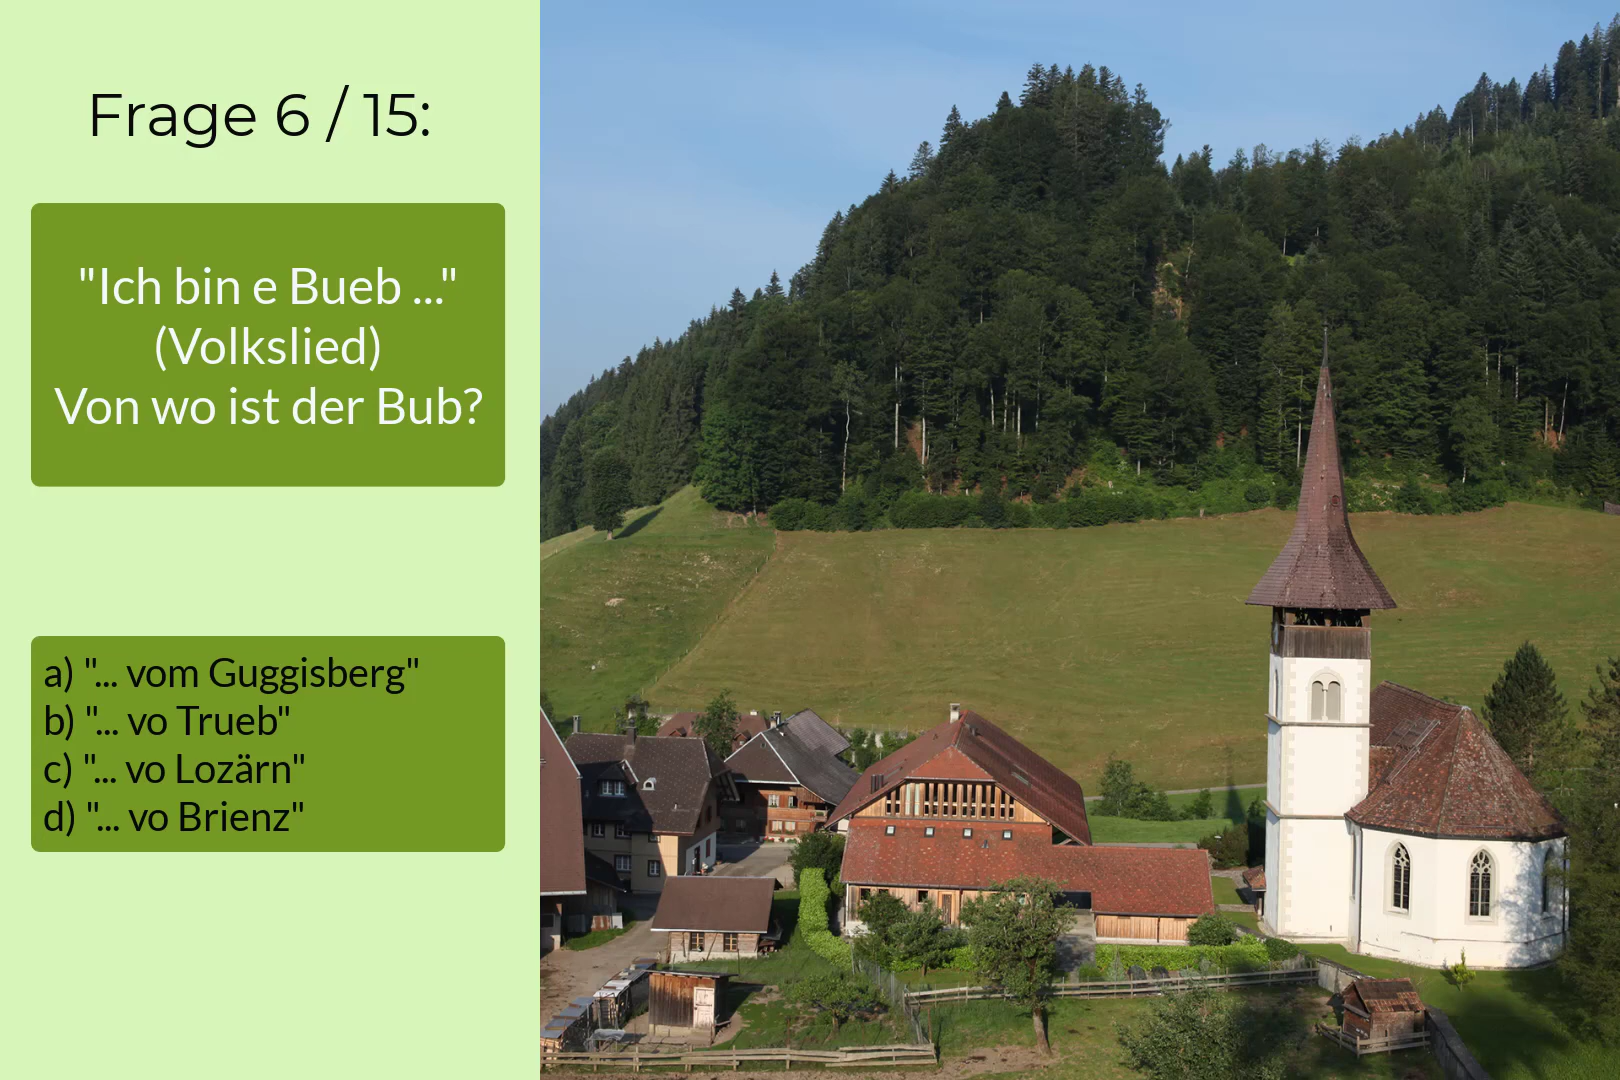 Frage 6 / 15:
"Ich bin e Bueb ..."
(Volkslied)
Von wo ist der Bub?
a) "... vom Guggisberg"
b) "... vo Trueb"
c) "... vo Lozärn"
d) "... vo Brienz"